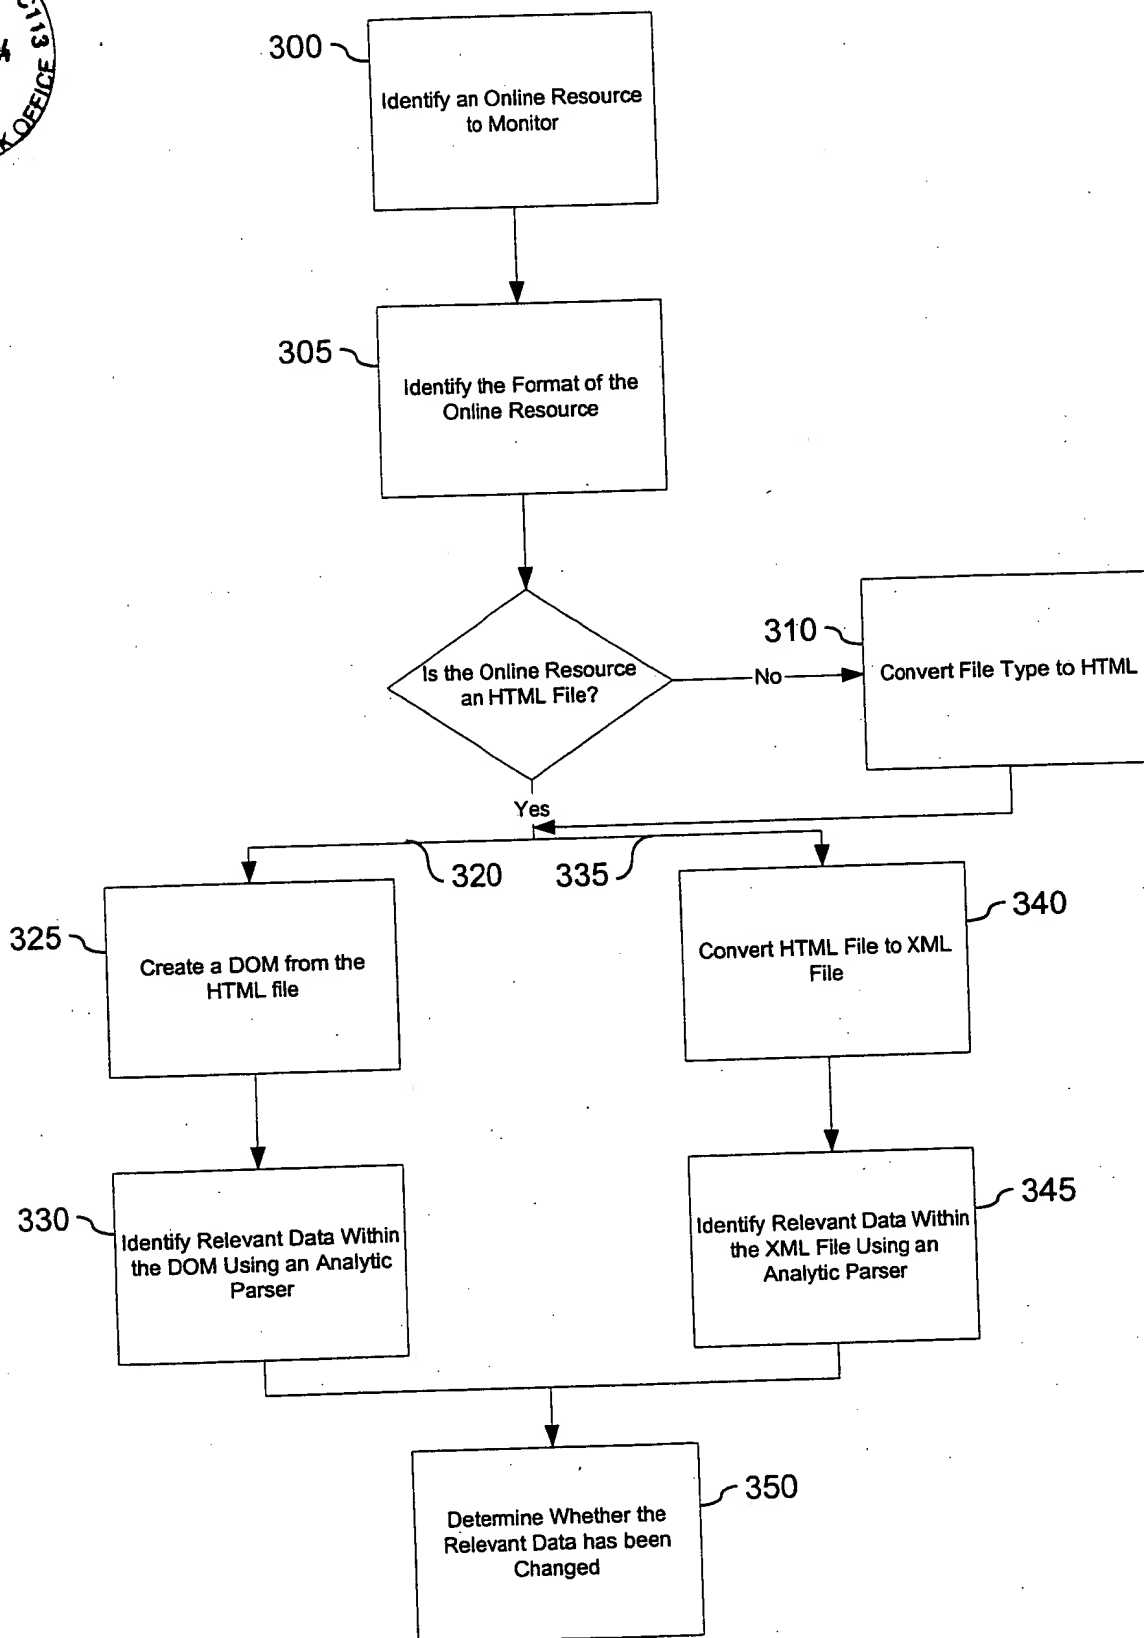 C113
K OFFICE
300
Identify an Online Resource
to Monitor
305
Identify the Format of the
Online Resource
Is the Online Resource
an HTML File?
No
310
Convert File Type to HTML
Yes
320
335
325
Create a DOM from the
HTML file
340
Convert HTML File to XML
File
330
Identify Relevant Data Within
the DOM Using an Analytic
Parser
345
Identify Relevant Data Within
the XML File Using an
Analytic Parser
350
Determine Whether the
Relevant Data has been
Changed